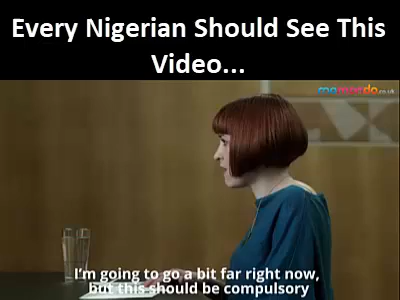 Every Nigerian Should See This
Video...
momondo.co.uk
I'm going to go a bit far right now,
but this should be compulsory